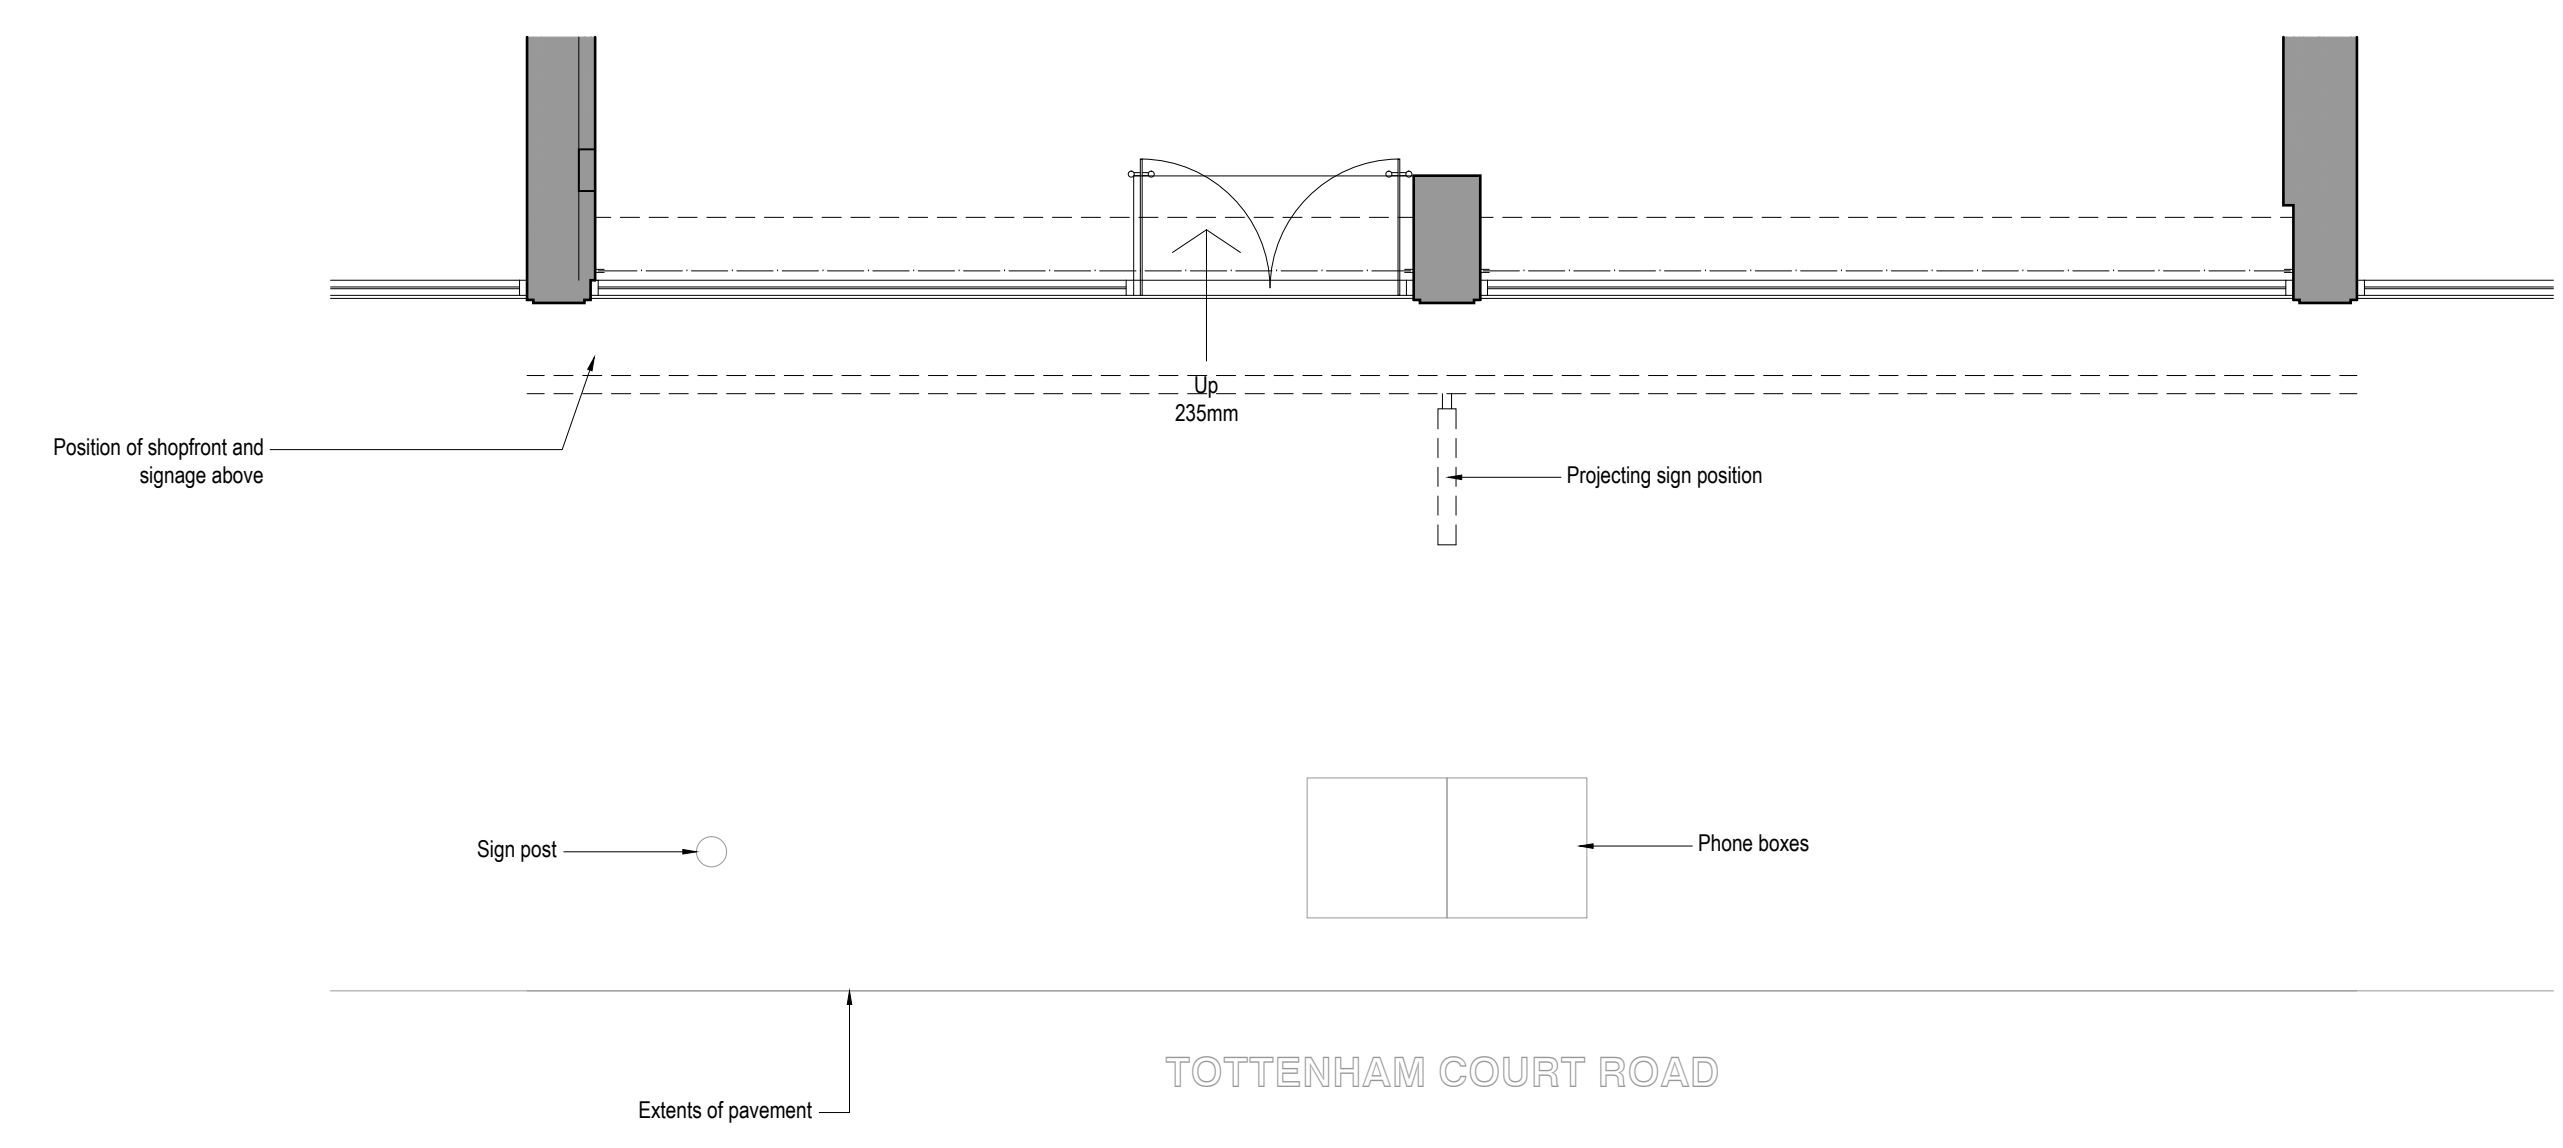 Up
235mm
Position of shopfront and
signage above
Projecting sign position
Sign post
Phone boxes
TOTTENHAM COURT ROAD
Extents of pavement